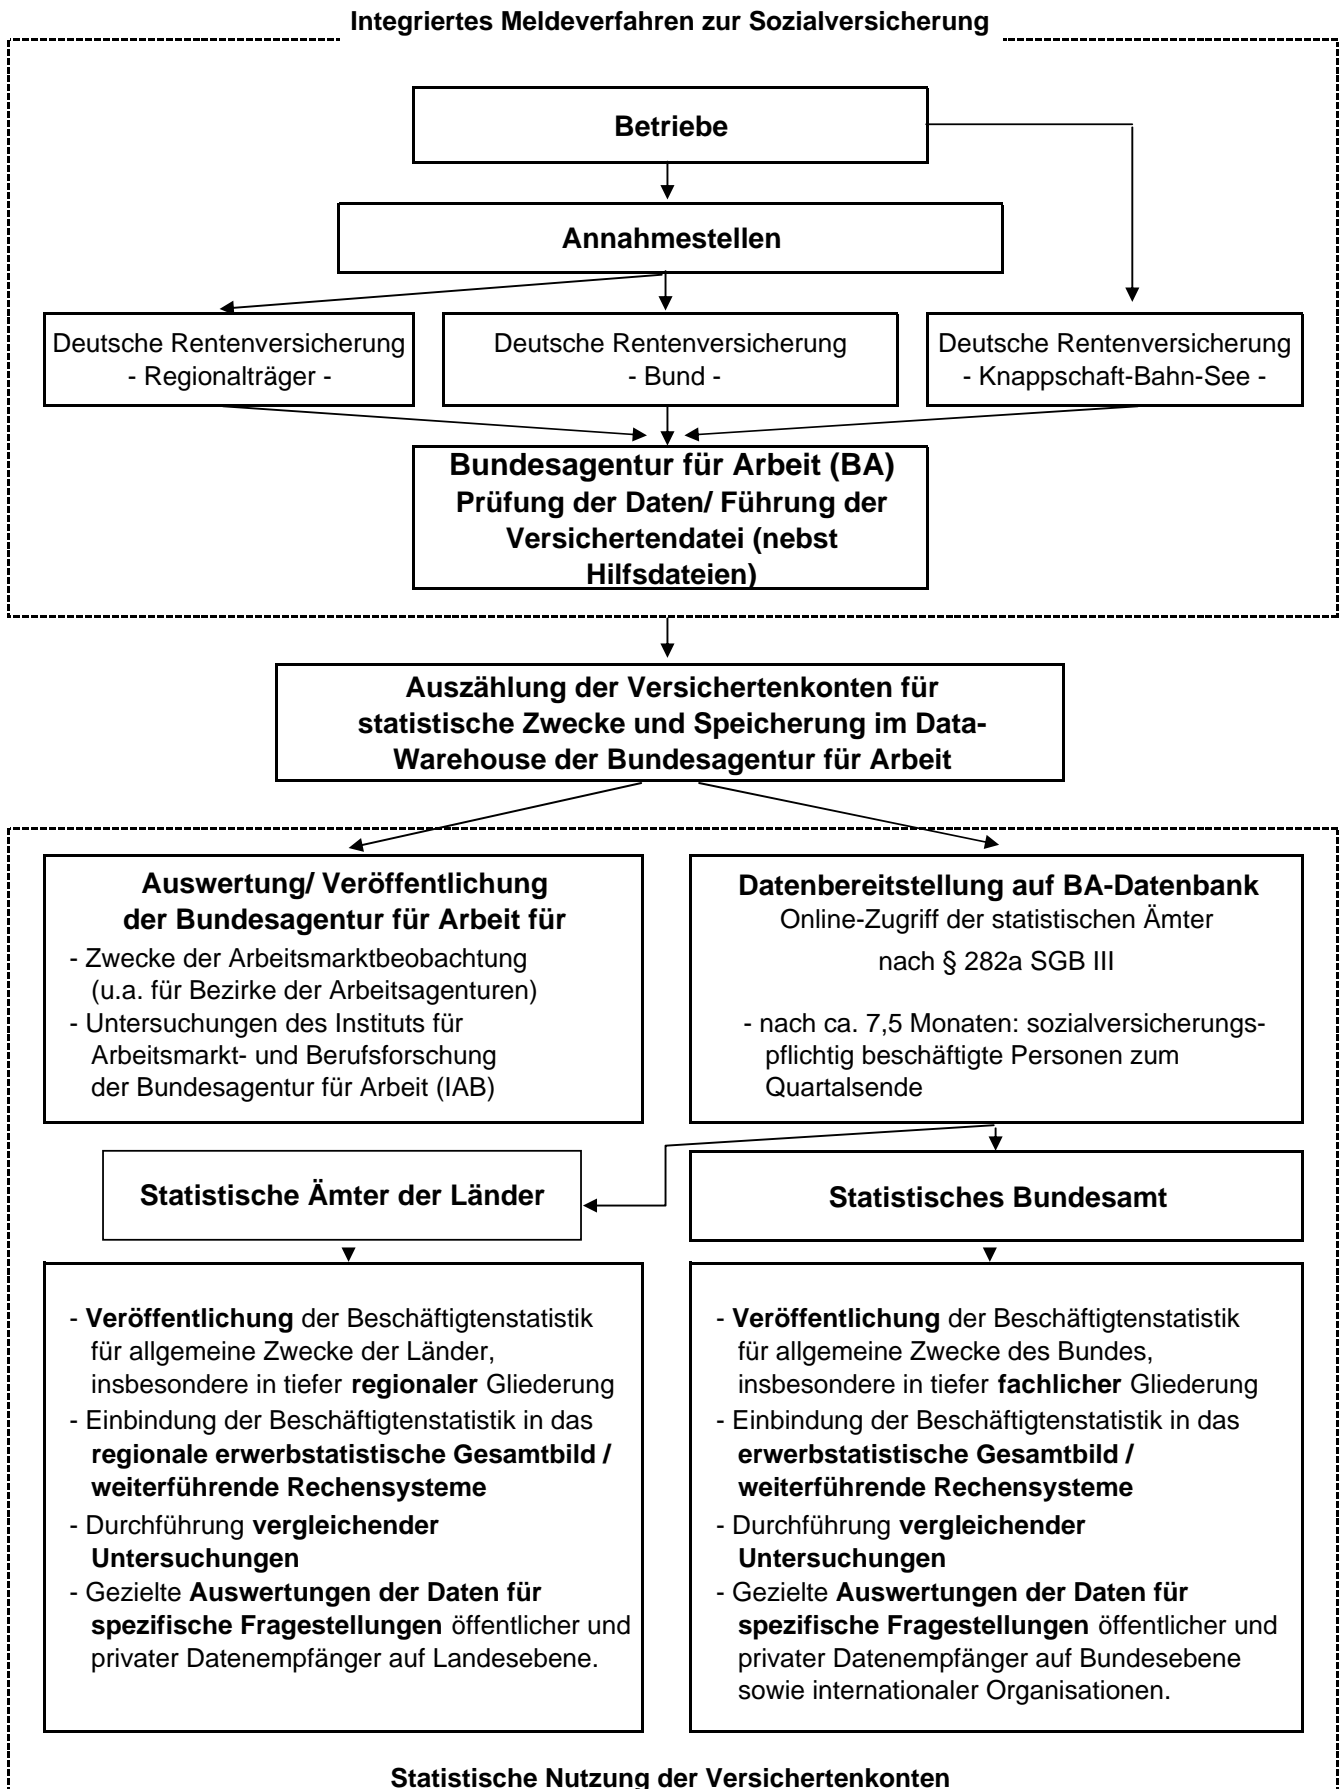 Integriertes Meldeverfahren zur Sozialversicherung
Betriebe
Annahmestellen
Deutsche Rentenversicherung
- Regionalträger -
Deutsche Rentenversicherung
- Bund -
Deutsche Rentenversicherung
- Knappschaft-Bahn-See -
Bundesagentur für Arbeit (BA)
Prüfung der Daten/ Führung der
Versichertendatei (nebst
Hilfsdateien)
Auszählung der Versichertenkonten für
statistische Zwecke und Speicherung im Data-
Warehouse der Bundesagentur für Arbeit
Auswertung/ Veröffentlichung
der Bundesagentur für Arbeit für
- Zwecke der Arbeitsmarktbeobachtung
(u.a. für Bezirke der Arbeitsagenturen)
- Untersuchungen des Instituts für
Arbeitsmarkt- und Berufsforschung
der Bundesagentur für Arbeit (IAB)
Datenbereitstellung auf BA-Datenbank
Online-Zugriff der statistischen Ämter
nach § 282a SGB III
- nach ca. 7,5 Monaten: sozialversicherungs-
pflichtig beschäftigte Personen zum
Quartalsende
Statistische Ämter der Länder
Statistisches Bundesamt
- Veröffentlichung der Beschäftigtenstatistik
für allgemeine Zwecke der Länder,
insbesondere in tiefer regionaler Gliederung
- Einbindung der Beschäftigtenstatistik in das
regionale erwerbstatistische Gesamtbild /
weiterführende Rechensysteme
- Durchführung vergleichender
Untersuchungen
- Gezielte Auswertungen der Daten für
spezifische Fragestellungen öffentlicher und
privater Datenempfänger auf Landesebene.
- Veröffentlichung der Beschäftigtenstatistik
für allgemeine Zwecke des Bundes,
insbesondere in tiefer fachlicher Gliederung
- Einbindung der Beschäftigtenstatistik in das
erwerbstatistische Gesamtbild /
weiterführende Rechensysteme
- Durchführung vergleichender
Untersuchungen
- Gezielte Auswertungen der Daten für
spezifische Fragestellungen öffentlicher und
privater Datenempfänger auf Bundesebene
sowie internationaler Organisationen.
Statistische Nutzung der Versichertenkonten